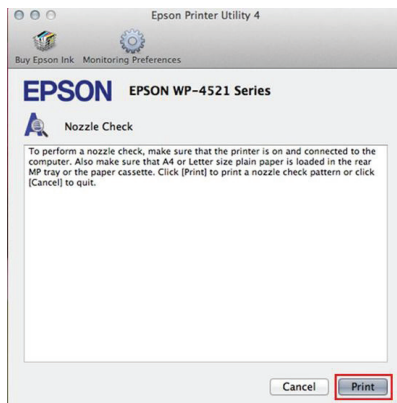 Epson Printer Utility 4
Buy Epson Ink Monitoring Preferences
EPSON EPSON WP-4521 Series
Nozzle Check
To perform a nozzle check, make sure that the printer is on and connected to the
computer. Also make sure that A4 or Letter size plain paper is loaded in the rear
MP tray or the paper cassette. Click [Print] to print a nozzle check pattern or click
[Cancel] to quit.
Cancel Print